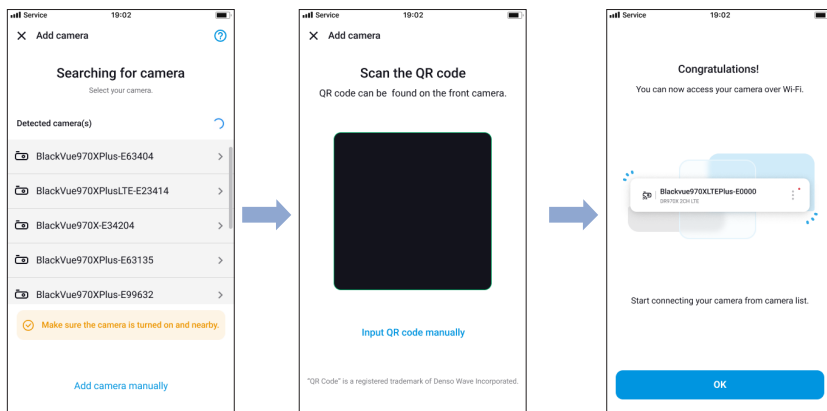 Service 19:02
Add camera
Searching for camera
Select your camera.
Detected camera(s)
BlackVue970XPlus-E63404
BlackVue970XPlusLTE-E23414
BlackVue970X-E34204
BlackVue970XPlus-E63135
BlackVue970XPlus-E99632
Make sure the camera is turned on and nearby.
Add camera manually
Service 19:02
Add camera
Scan the QR code
QR code can be found on the front camera.
Input QR code manually
"QR Code" is a registered trademark of Denso Wave Incorporated.
Service 19:02
Congratulations!
You can now access your camera over Wi-Fi.
Blackvue970XLTEPlus-E0000
DR970X 2CH LTE
Start connecting your camera from camera list.
OK